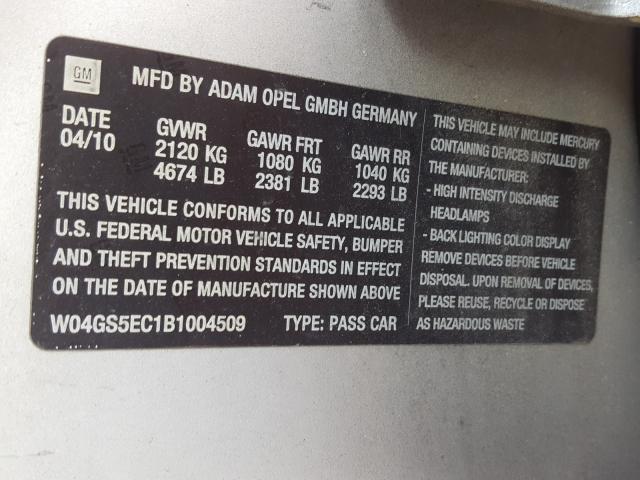 GM
MFD BY ADAM OPEL GMBH GERMANY
DATE GVWR GAWR FRT GAWR RR
04/10 2120 KG 1080 KG 1040 KG
4674 LB 2381 LB 2293 LB
THIS VEHICLE CONFORMS TO ALL APPLICABLE
U.S. FEDERAL MOTOR VEHICLE SAFETY, BUMPER
AND THEFT PREVENTION STANDARDS IN EFFECT
ON THE DATE OF MANUFACTURE SHOWN ABOVE
W04GS5EC1B1004509 TYPE: PASS CAR
THIS VEHICLE MAY INCLUDE MERCURY
CONTAINING DEVICES INSTALLED BY
THE MANUFACTURER:
- HIGH INTENSITY DISCHARGE
HEADLAMPS
- BACK LIGHTING COLOR DISPLAY
REMOVE DEVICES BEFORE VEHICLE
DISPOSAL. UPON REMOVAL OF DEVICES,
PLEASE REUSE, RECYCLE OR DISPOSE
AS HAZARDOUS WASTE